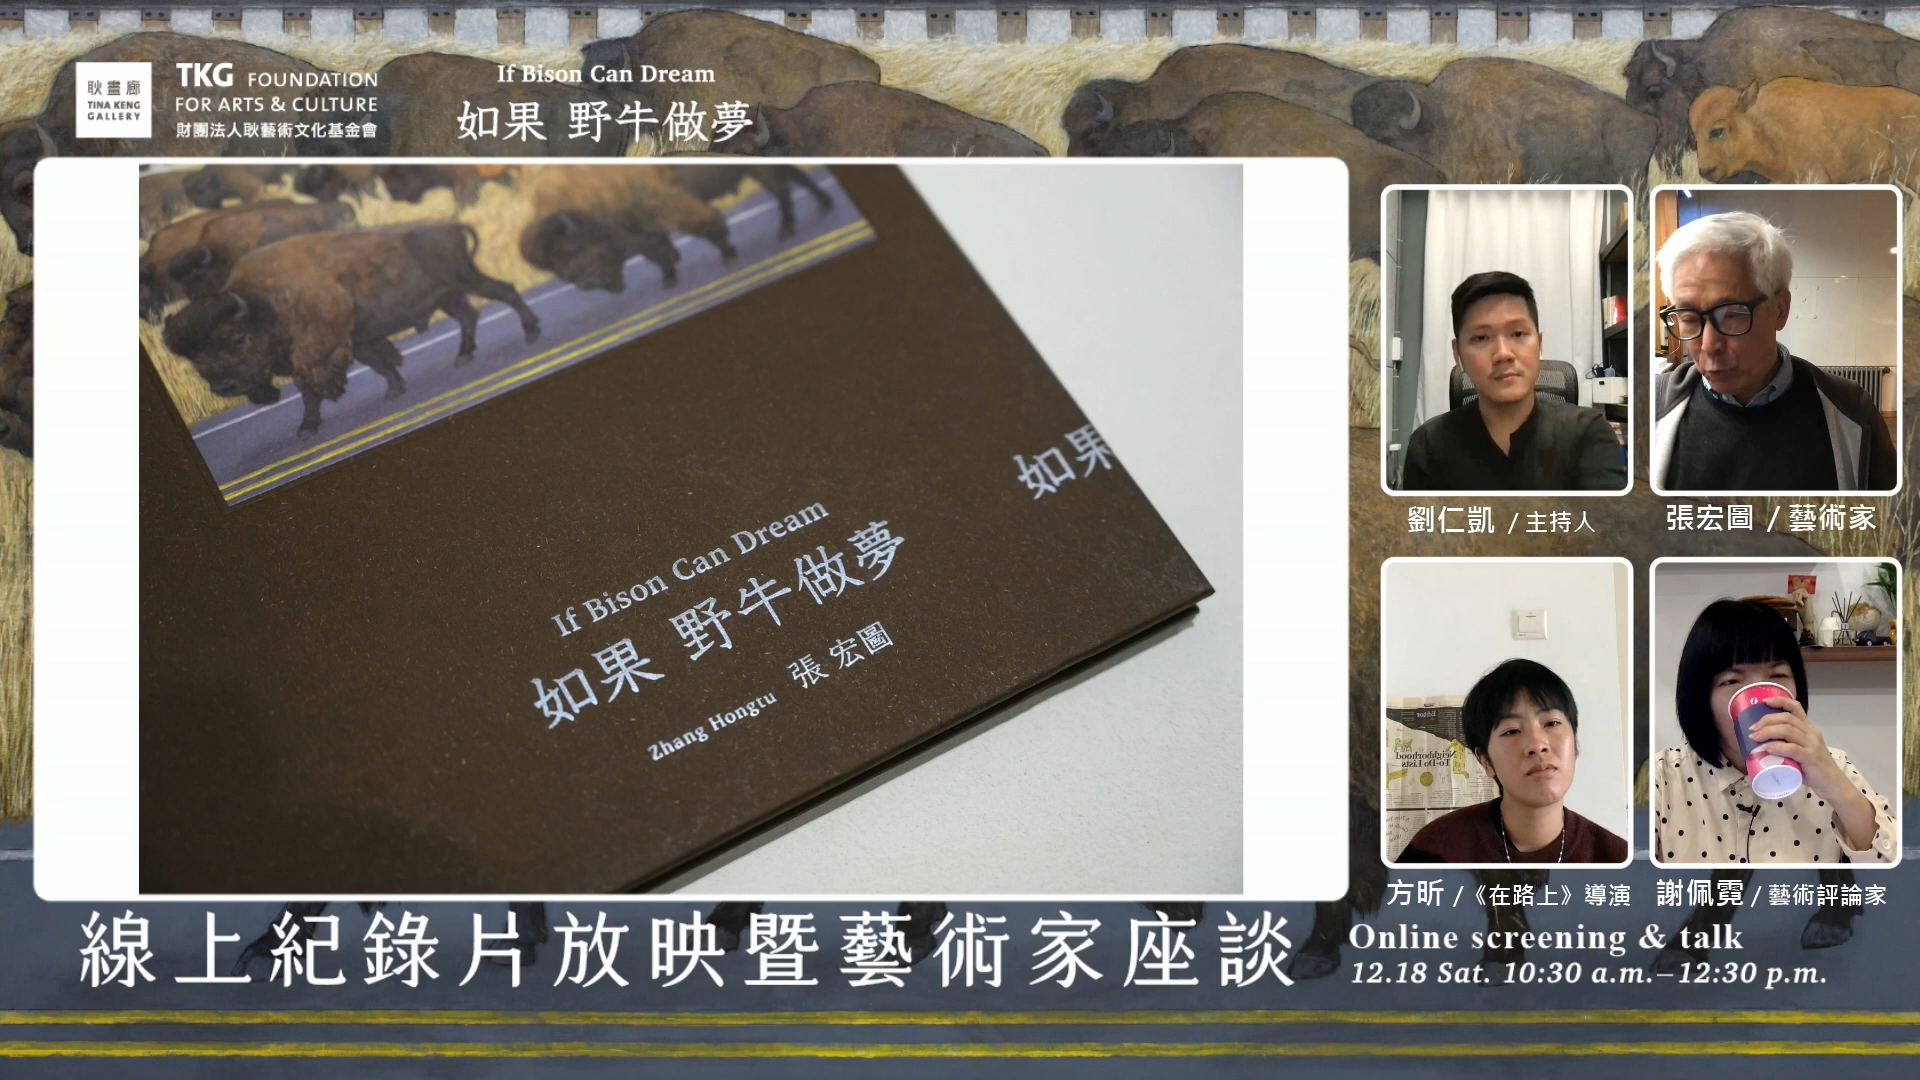 耿畫廊
TINA KENG
GALLERY
TKG FOUNDATION
FOR ARTS & CULTURE
財團法人耿藝術文化基金會
If Bison Can Dream
如果 野牛做夢
If Bison Can Dream
如果 野牛做夢
Zhang Hongtu 張宏圖
如果
劉仁凱 / 主持人
張宏圖 / 藝術家
Neighborhood
To-Do Lists
方昕 /《在路上》導演
謝佩霓 / 藝術評論家
線上紀錄片放映暨藝術家座談
Online screening & talk
12.18 Sat. 10:30 a.m.–12:30 p.m.